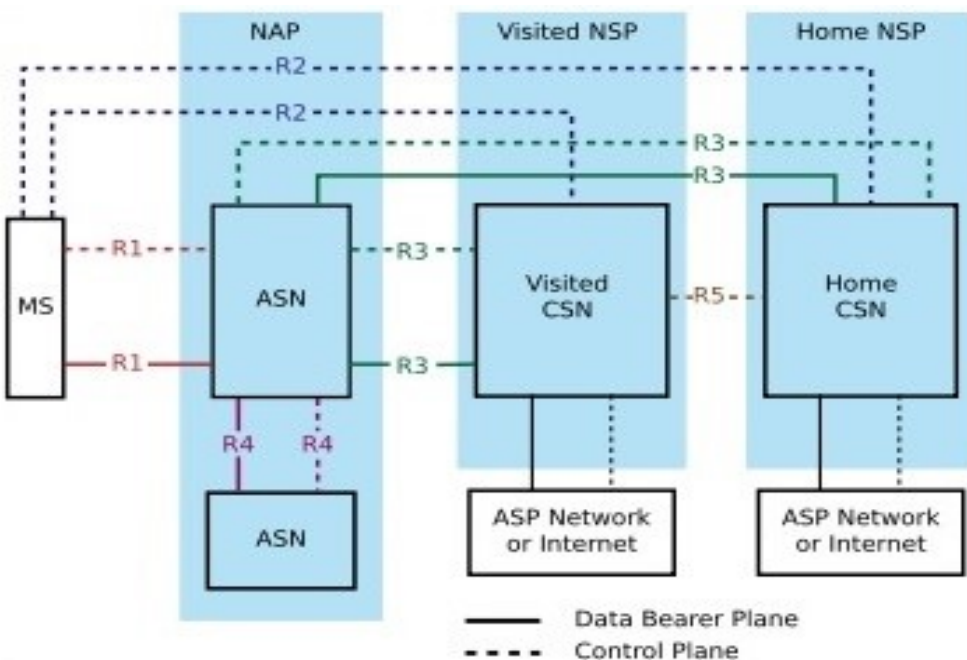 NAP
Visited NSP
Home NSP
R2
R2
R3
R3
R1
R3
MS
ASN
Visited
CSN
R5
Home
CSN
R1
R3
R4
R4
ASN
ASP Network
or Internet
ASP Network
or Internet
Data Bearer Plane
Control Plane